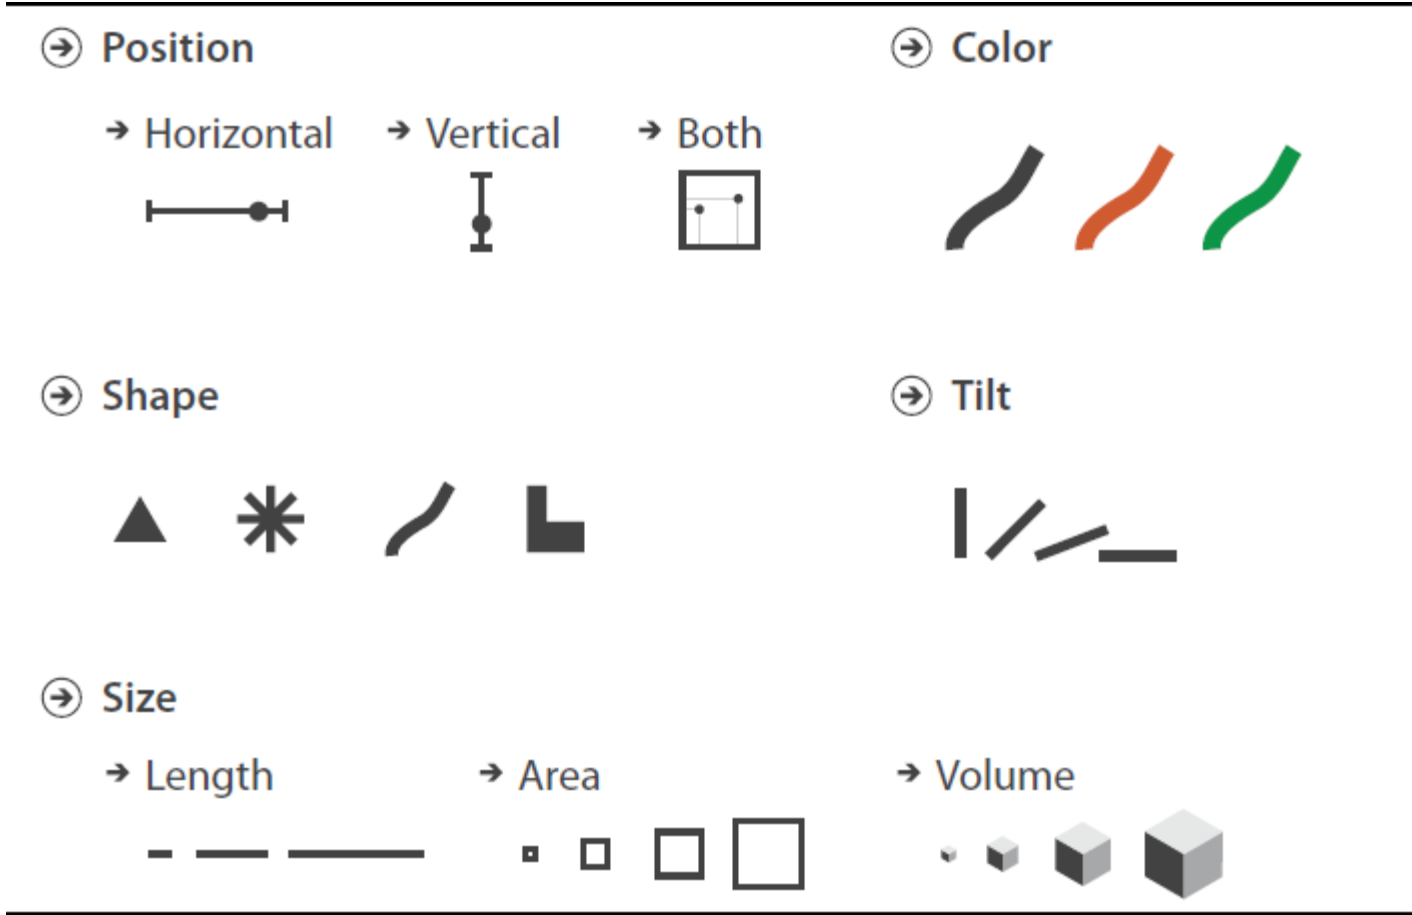 Position
Color
Horizontal
Vertical
Both
Shape
Tilt
Size
Length
Area
Volume